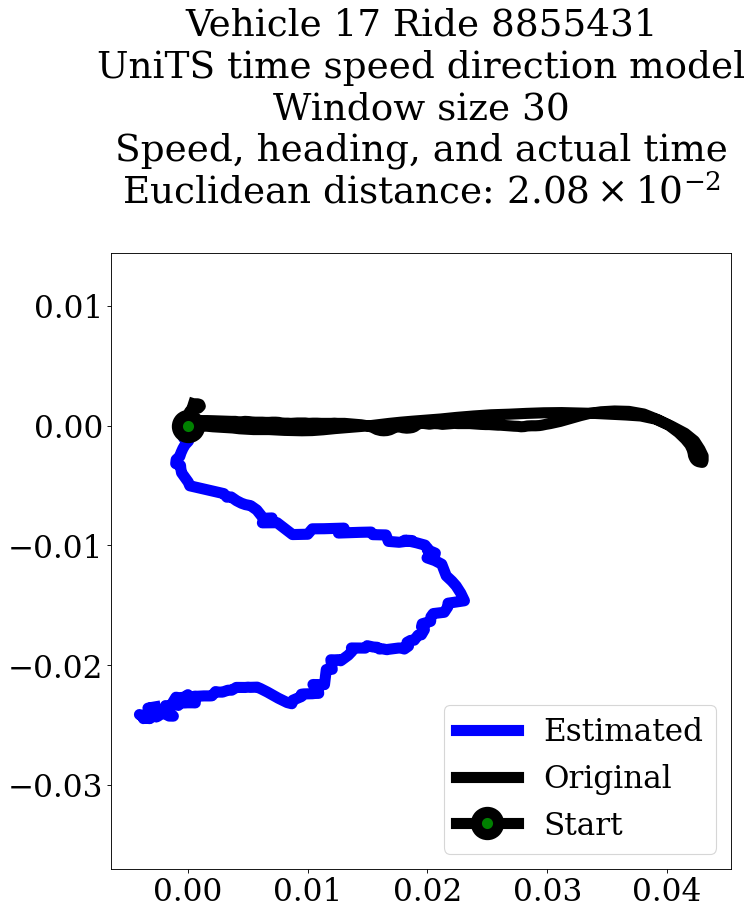 Vehicle 17 Ride 8855431
UniTS time speed direction model
Window size 30
Speed, heading, and actual time
Euclidean distance: 2.08 × 10⁻²
0.01
0.00
−0.01
−0.02
−0.03
Estimated
Original
Start
0.00 0.01 0.02 0.03 0.04